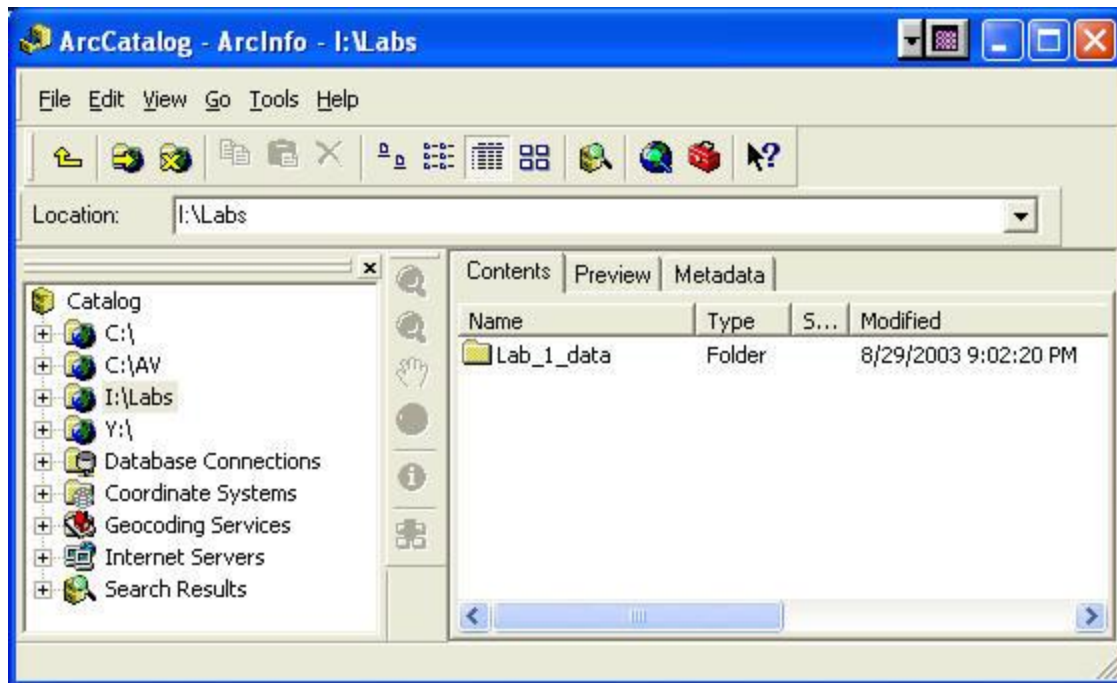 ArcCatalog - ArcInfo - I:\Labs
File Edit View Go Tools Help
Location: I:\Labs
Contents Preview Metadata
Name Type S... Modified
Lab_1_data Folder 8/29/2003 9:02:20 PM
Catalog
C:\
C:\AV
I:\Labs
Y:\
Database Connections
Coordinate Systems
Geocoding Services
Internet Servers
Search Results